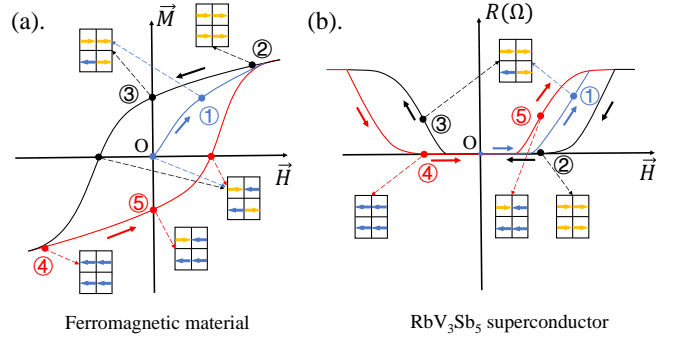 (a).
M
②
③
①
O
H
⑤
④
Ferromagnetic material
(b).
R(Ω)
①
⑤
③
O
④
②
H
RbV3Sb5 superconductor